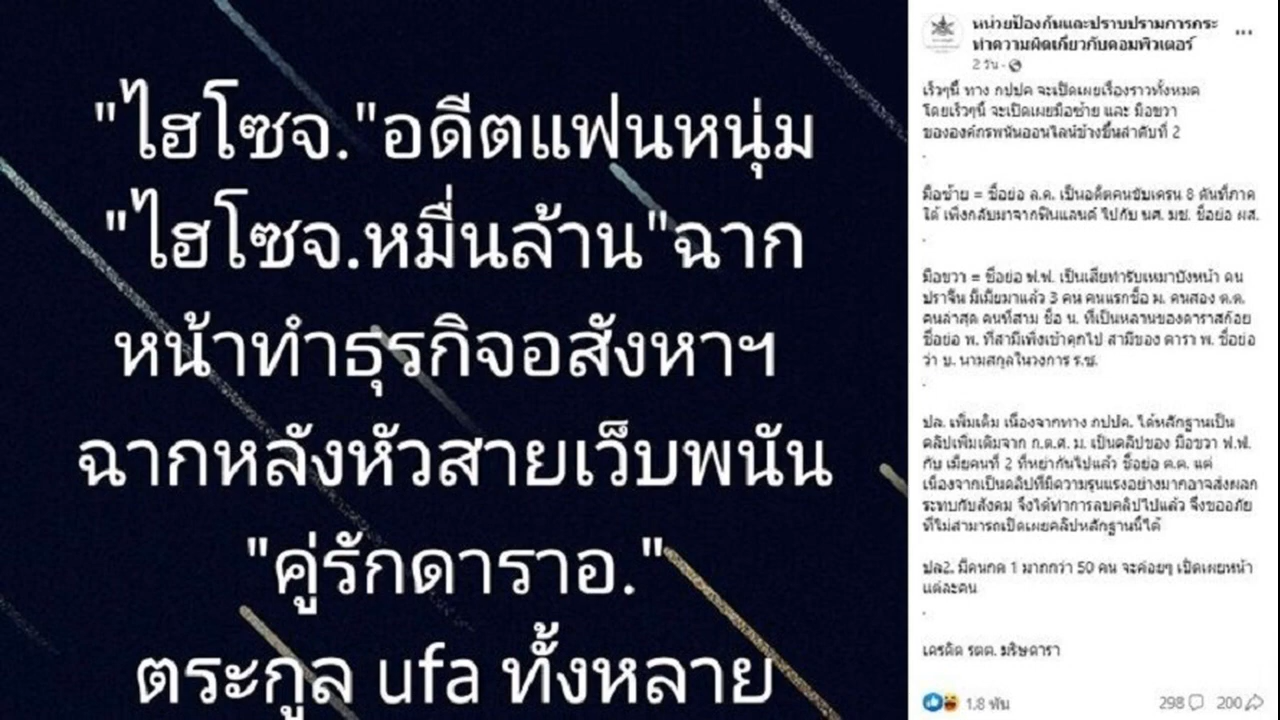 "ไฮโซจ."อดีตแฟนหนุ่ม
"ไฮโซจ.หมื่นล้าน"ฉาก
หน้าทำธุรกิจอสังหาฯ
ฉากหลังหัวสายเว็บพนัน
"คู่รักดาราอ."
ตระกูล ufa ทั้งหลาย
หน่วยป้องกันและปราบปรามการกระ
ทำความผิดเกี่ยวกับคอมพิวเตอร์
2 วัน ·
เร็วๆนี้ ทาง กปปค จะเปิดเผยเรื่องราวทั้งหมด
โดยเร็วๆนี้ จะเปิดเผยมือซ้าย และ มือขวา
ขององค์กรพนันออนไลน์ข้างขึ้นลำดับที่ 2
.
มือซ้าย = ชื่อย่อ ล.ค. เป็นอดีตคนขับเครน 8 ตันที่ภาค
ใต้ เพิ่งกลับมาจากฟินแลนด์ ไปกับ นศ. มช. ชื่อย่อ ผส.
.
มือขวา = ชื่อย่อ ฟ.ฟ. เป็นเสี่ยทำรับเหมาบังหน้า คน
ปราจีน มีเมียมาแล้ว 3 คน คนแรกชื่อ ม. คนสอง ต.ต.
คนล่าสุด คนที่สาม ชื่อ น. ที่เป็นหลานของดาราสก๊อย
ชื่อย่อ พ. ที่สามีเพิ่งเข้าคุกไป สามีของ ดารา พ. ชื่อย่อ
ว่า บ. นามสกุลในวงการ ร.ซ.
.
ปล. เพิ่มเติม เนื่องจากทาง กปปค. ได้หลักฐานเป็น
คลิปเพิ่มเติมจาก ก.ต.ศ. ม. เป็นคลิปของ มือขวา ฟ.ฟ.
กับ เมียคนที่ 2 ที่หย่ากันไปแล้ว ชื่อย่อ ต.ต. แต่
เนื่องจากเป็นคลิปที่มีความรุนแรงอย่างมากอาจส่งผลก
ระทบกับสังคม จึงได้ทำการลบคลิปไปแล้ว จึงขออภัย
ที่ไม่สามารถเปิดเผยคลิปหลักฐานนี้ได้
ปล2. มีคนกด 1 มากกว่า 50 คน จะค่อยๆ เปิดเผยหน้า
แต่ละคน
.
เครดิต รตต. มริษดารา
1.8 พัน 298 200